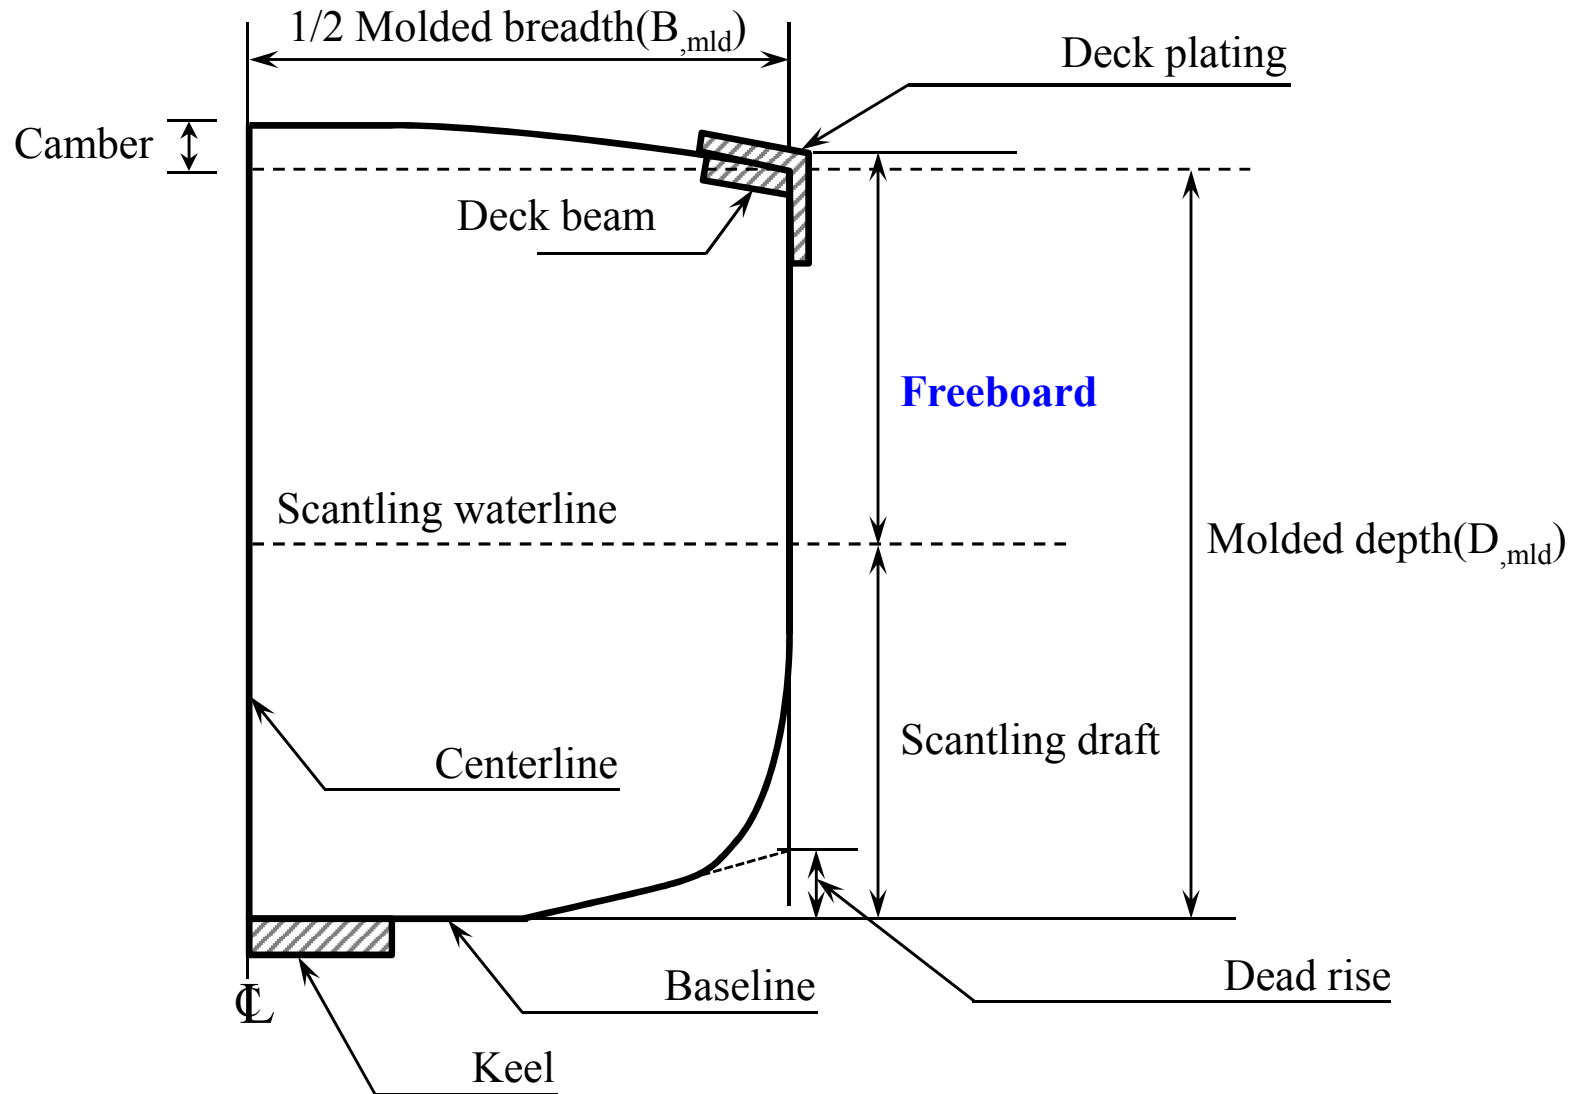 1/2 Molded breadth(B,mld)
Deck plating
Camber
Deck beam
Freeboard
Scantling waterline
Molded depth(D,mld)
Scantling draft
Centerline
Dead rise
Baseline
℄
Keel